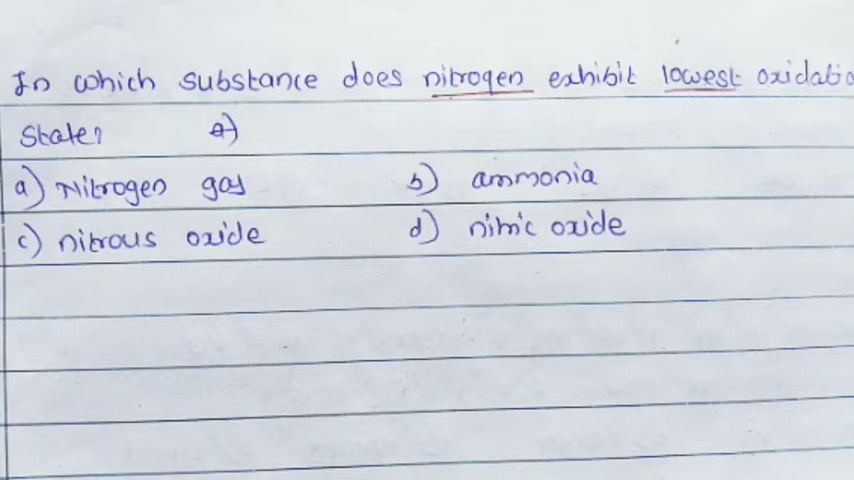 In which substance does nitrogen exhibit lowest oxidatio
state?
a) Nitrogen gas b) ammonia
c) nitrous oxide d) nitric oxide